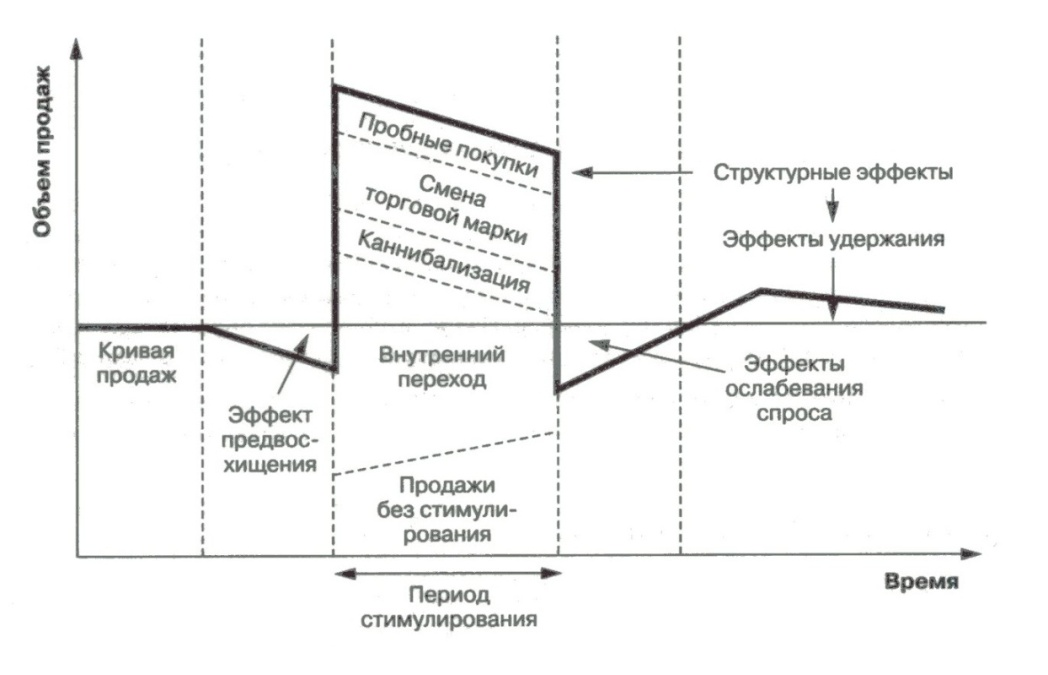 Объем продаж
Пробные покупки
Смена
торговой марки
Каннибализация
Структурные эффекты
Эффекты удержания
Кривая
продаж
Внутренний
переход
Эффекты
ослабевания
спроса
Эффект
предвос-
хищения
Продажи
без стимули-
рования
Время
Период
стимулирования